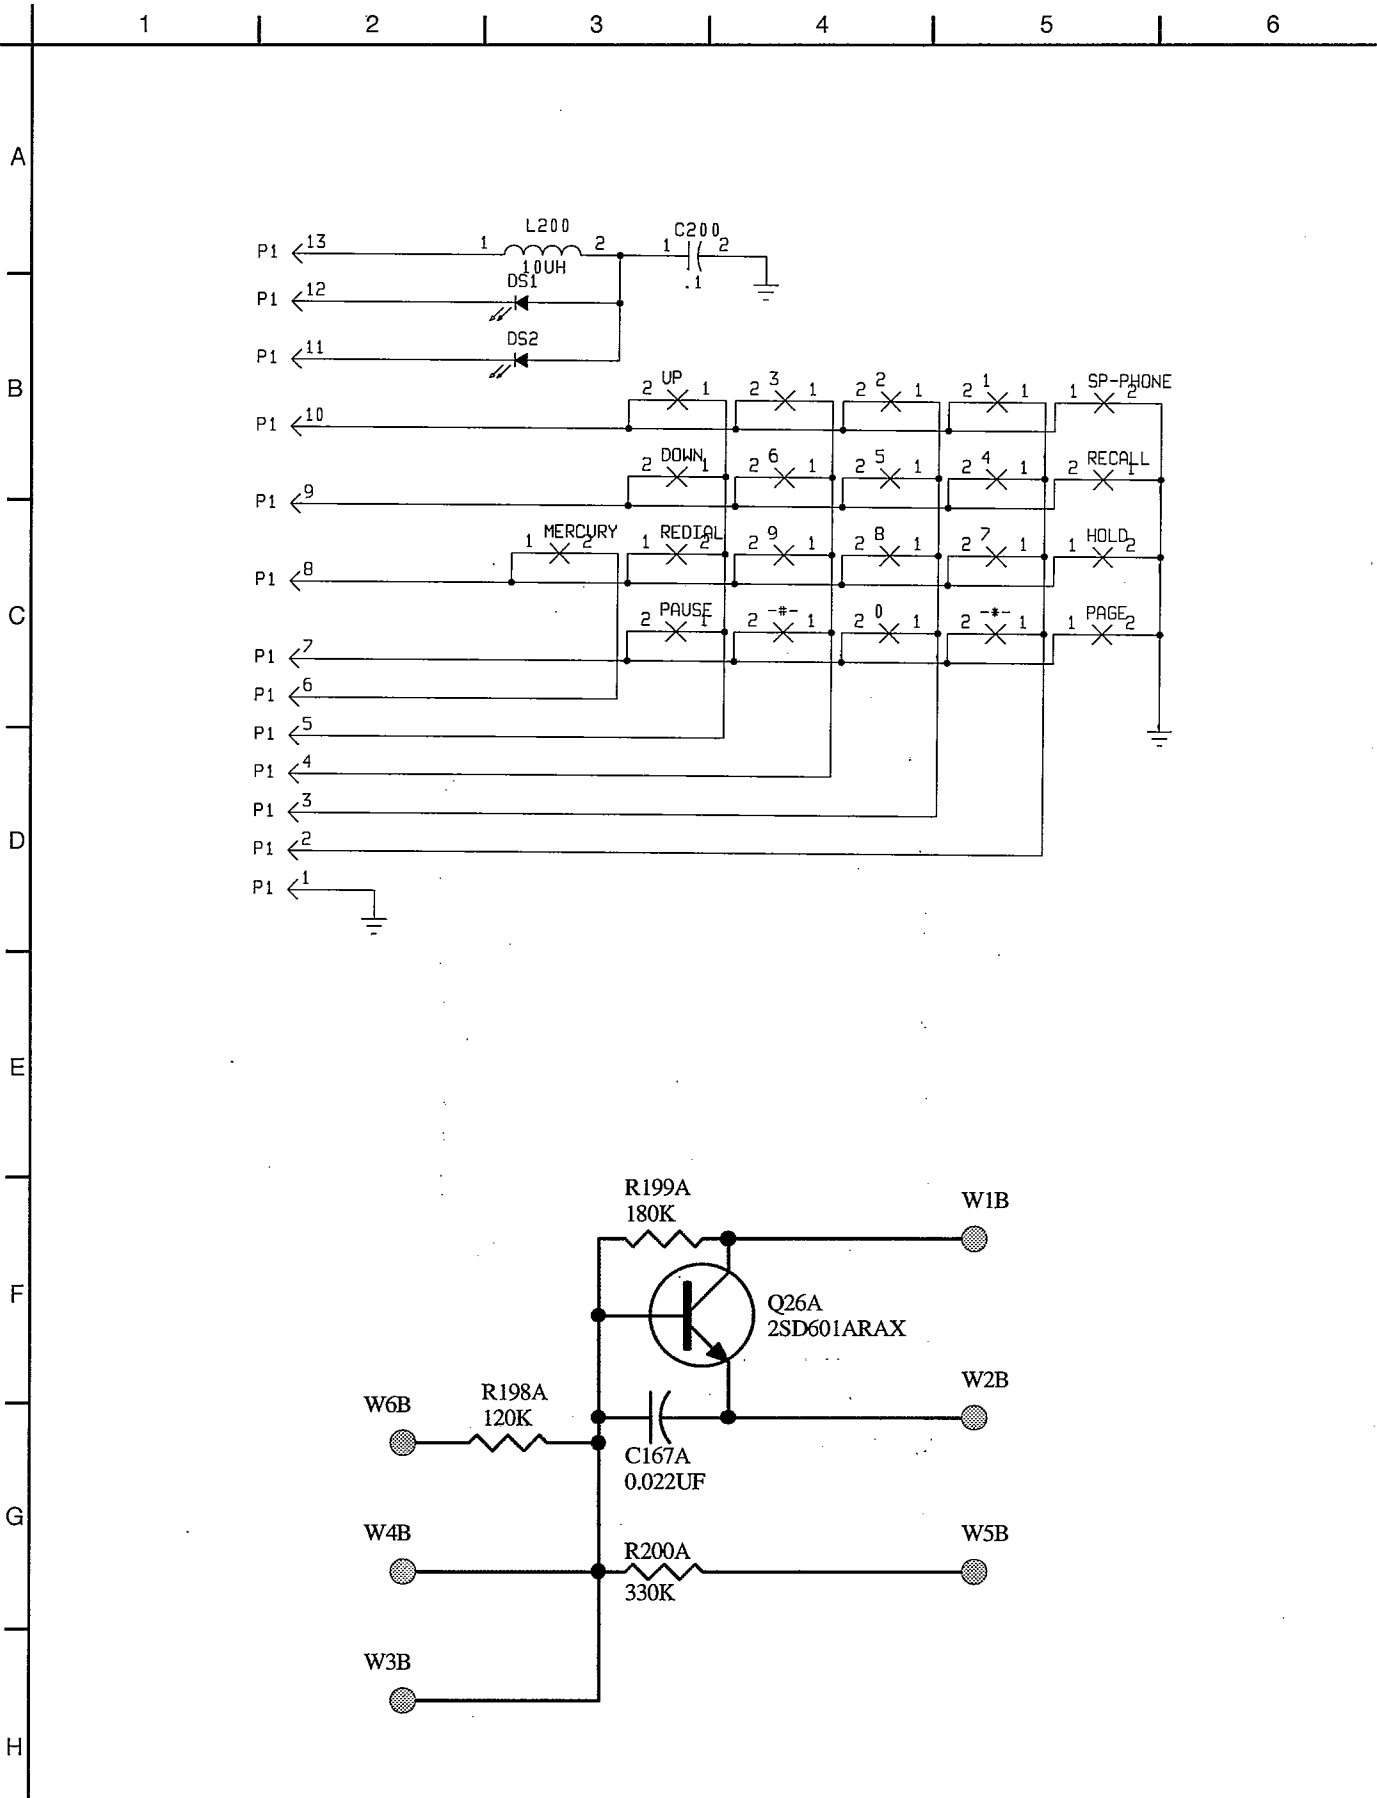 1 2 3 4 5 6
A
L200
P1 13 1 2 1 C200 2
10UH .1
P1 12 DS1
P1 11 DS2
B
2 UP 1 2 3 1 2 2 1 2 1 1 1 SP-PHONE 2
P1 10
2 DOWN 1 2 6 1 2 5 1 2 4 1 2 RECALL 1
P1 9
1 MERCURY 2 1 REDIAL 2 2 9 1 2 8 1 2 7 1 1 HOLD 2
P1 8
C
2 PAUSE 1 2 -#- 1 2 0 1 2 -*- 1 1 PAGE 2
P1 7
P1 6
P1 5
P1 4
P1 3
D
P1 2
P1 1
E
R199A
180K
W1B
F
Q26A
2SD601ARAX
W2B
R198A
120K
W6B
C167A
0.022UF
G
W4B
R200A
330K
W5B
W3B
H